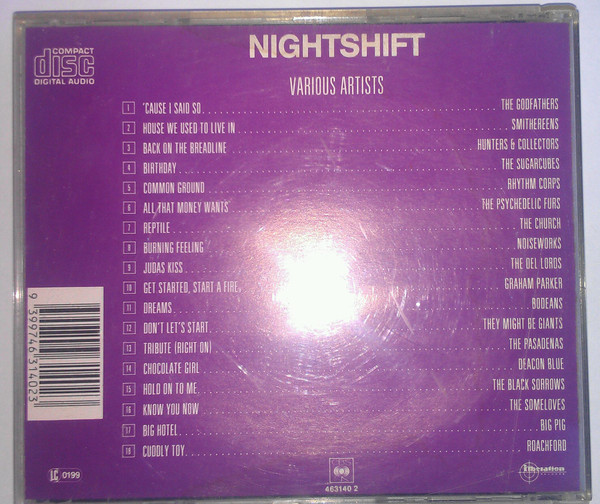 COMPACT
disc
DIGITAL AUDIO
NIGHTSHIFT
VARIOUS ARTISTS
1 'CAUSE I SAID SO THE GODFATHERS
2 HOUSE WE USED TO LIVE IN SMITHEREENS
3 BACK ON THE BREADLINE HUNTERS & COLLECTORS
4 BIRTHDAY THE SUGARCUBES
5 COMMON GROUND RHYTHM CORPS
6 ALL THAT MONEY WANTS THE PSYCHEDELIC FURS
7 REPTILE THE CHURCH
8 BURNING FEELING NOISEWORKS
9 JUDAS KISS THE DEL LORDS
10 GET STARTED, START A FIRE GRAHAM PARKER
11 DREAMS BODEANS
12 DON'T LET'S START THEY MIGHT BE GIANTS
13 TRIBUTE (RIGHT ON) THE PASADENAS
14 CHOCOLATE GIRL DEACON BLUE
15 HOLD ON TO ME THE BLACK SORROWS
16 KNOW YOU NOW THE SOMELOVES
17 BIG HOTEL BIG PIG
18 CUDDLY TOY ROACHFORD
9 399746 314023
LC 0199
463140 2
Liberation